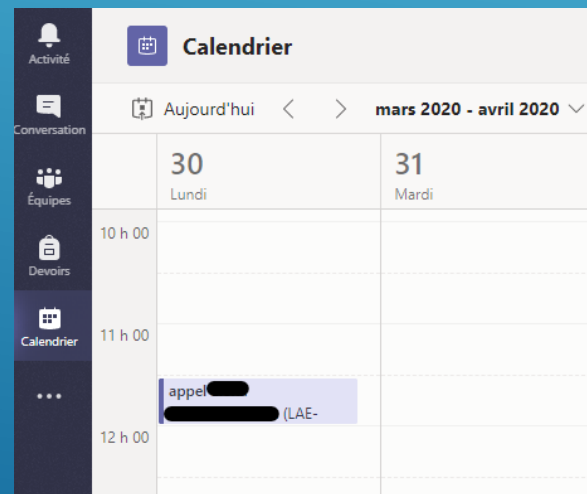 Activité
Calendrier
Conversation
Aujourd'hui
mars 2020 - avril 2020
Équipes
30
31
Lundi
Mardi
Devoirs
10 h 00
Calendrier
11 h 00
appel
(LAE-
12 h 00